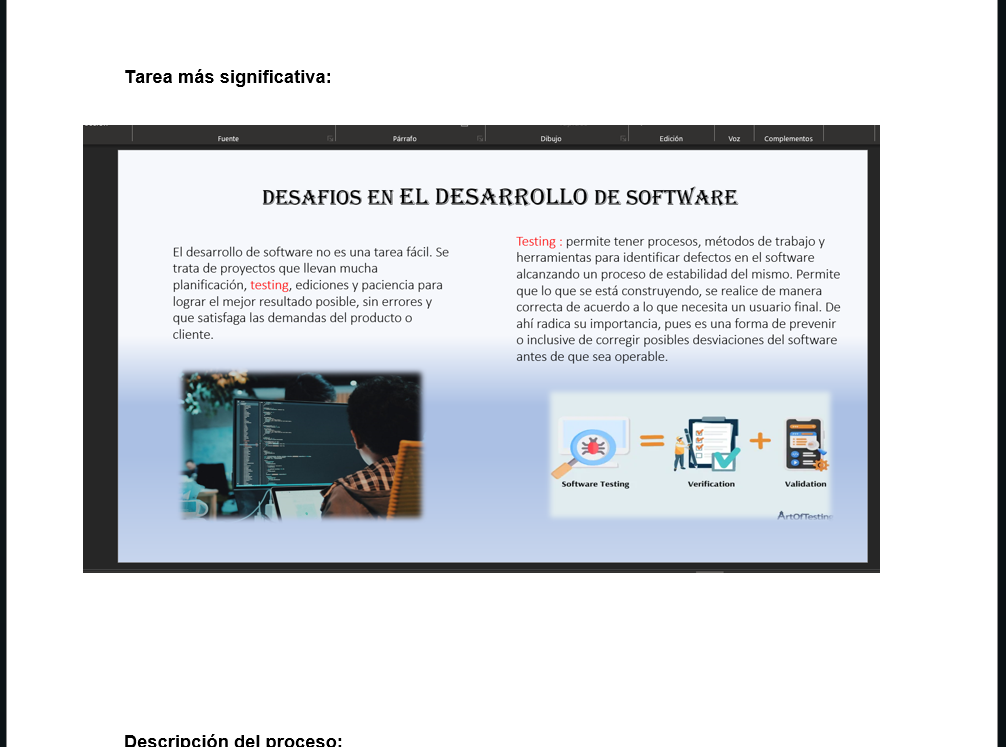 Tarea más significativa:
Fuente
Párrafo
Dibujo
Edición
Voz
Complementos
DESAFIOS EN EL DESARROLLO DE SOFTWARE
El desarrollo de software no es una tarea fácil. Se
trata de proyectos que llevan mucha
planificación, testing, ediciones y paciencia para
lograr el mejor resultado posible, sin errores y
que satisfaga las demandas del producto o
cliente.
Testing : permite tener procesos, métodos de trabajo y
herramientas para identificar defectos en el software
alcanzando un proceso de estabilidad del mismo. Permite
que lo que se está construyendo, se realice de manera
correcta de acuerdo a lo que necesita un usuario final. De
ahí radica su importancia, pues es una forma de prevenir
o inclusive de corregir posibles desviaciones del software
antes de que sea operable.
Software Testing
Verification
Validation
ArtOfTesting
Descripción del proceso: